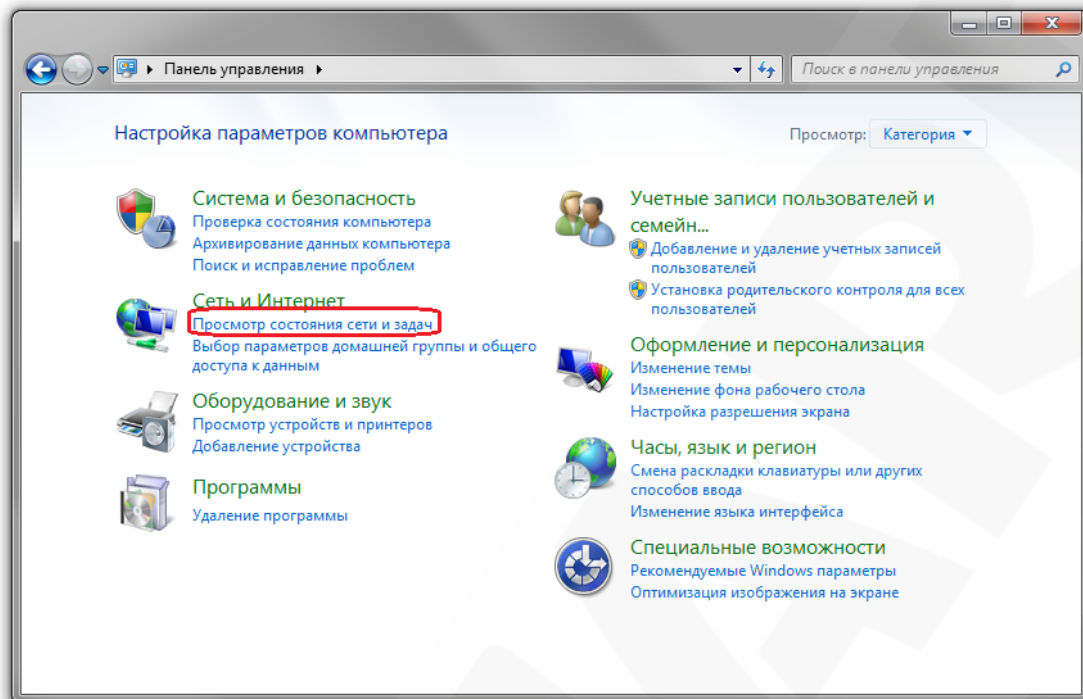 Панель управления
Поиск в панели управления
Настройка параметров компьютера
Просмотр: Категория
Система и безопасность
Проверка состояния компьютера
Архивирование данных компьютера
Поиск и исправление проблем
Сеть и Интернет
Просмотр состояния сети и задач
Выбор параметров домашней группы и общего
доступа к данным
Оборудование и звук
Просмотр устройств и принтеров
Добавление устройства
Программы
Удаление программы
Учетные записи пользователей и
семейн...
Добавление и удаление учетных записей
пользователей
Установка родительского контроля для всех
пользователей
Оформление и персонализация
Изменение темы
Изменение фона рабочего стола
Настройка разрешения экрана
Часы, язык и регион
Смена раскладки клавиатуры или других
способов ввода
Изменение языка интерфейса
Специальные возможности
Рекомендуемые Windows параметры
Оптимизация изображения на экране